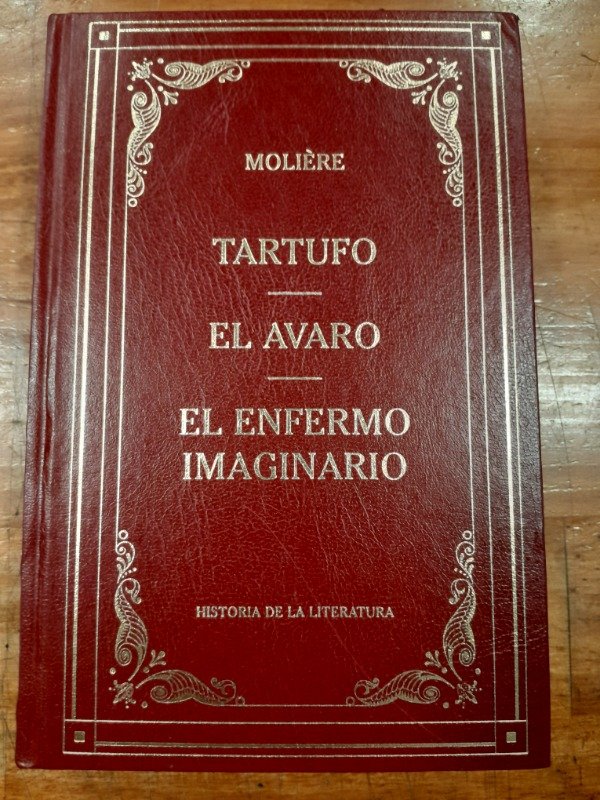 MOLIÈRE
TARTUFO
EL AVARO
EL ENFERMO
IMAGINARIO
HISTORIA DE LA LITERATURA